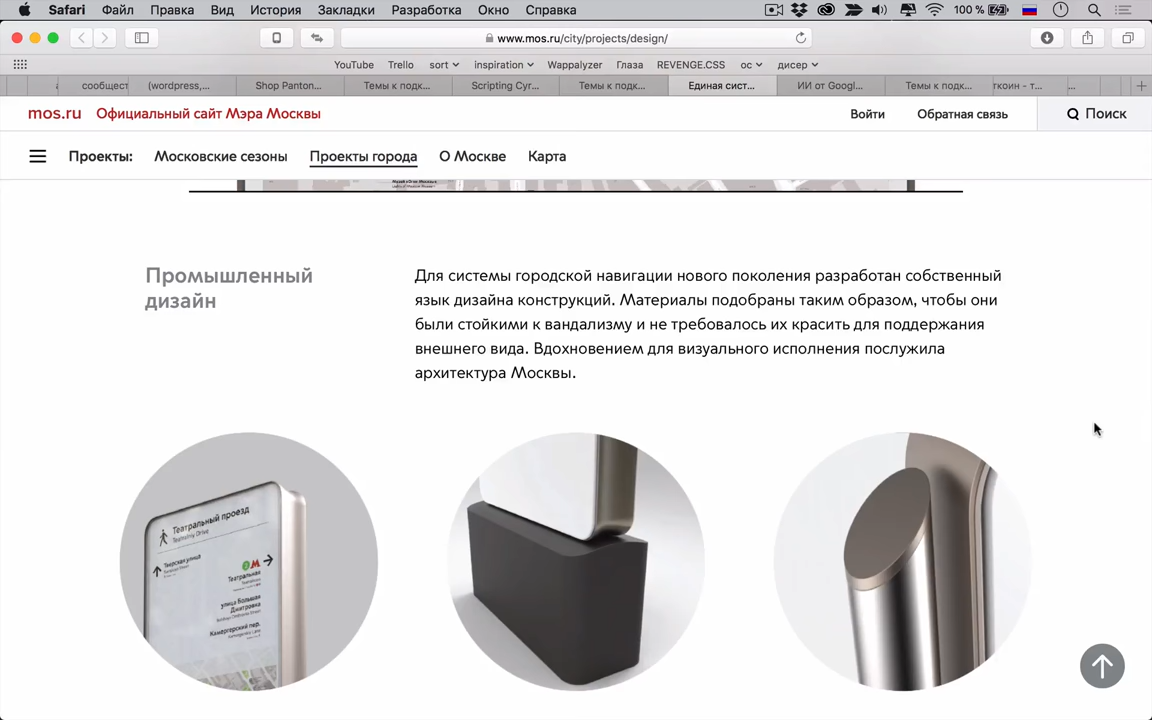 Safari Файл Правка Вид История Закладки Разработка Окно Справка 100 %
www.mos.ru/city/projects/design/
YouTube Trello sort inspiration Wappalyzer Глаза REVENGE.CSS ос дисер
сообщест (wordpress,... Shop Panton... Темы к подк... Scripting Cyr... Темы к подк... Единая сист... ИИ от Googl... Темы к подк... ткоин - т...
mos.ru Официальный сайт Мэра Москвы Войти Обратная связь Поиск
Проекты: Московские сезоны Проекты города О Москве Карта
Промышленный
дизайн
Для системы городской навигации нового поколения разработан собственный
язык дизайна конструкций. Материалы подобраны таким образом, чтобы они
были стойкими к вандализму и не требовалось их красить для поддержания
внешнего вида. Вдохновением для визуального исполнения послужила
архитектура Москвы.
Театральный проезд
Teatralniy Drive
Тверская улица
2 М
Театральная
улица Большая
Дмитровка
Камергерский пер.